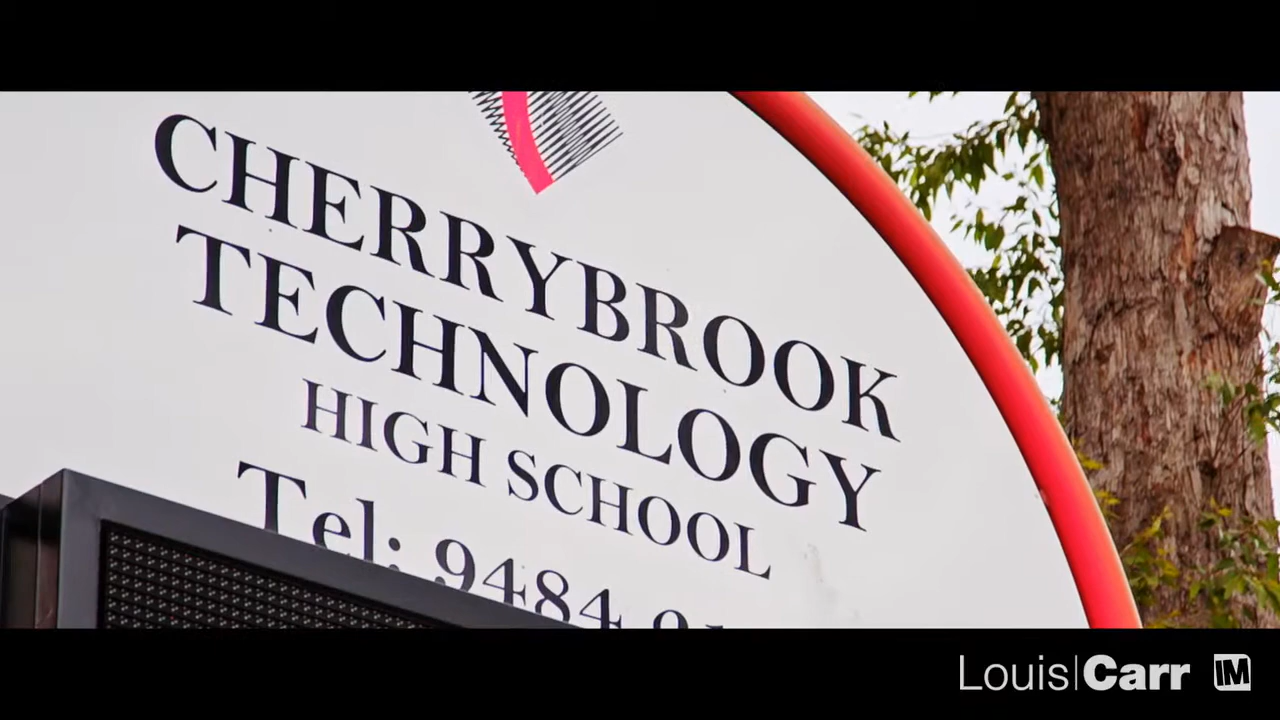 CHERRYBROOK
TECHNOLOGY
HIGH SCHOOL
Tel: 9484
Louis|Carr IM